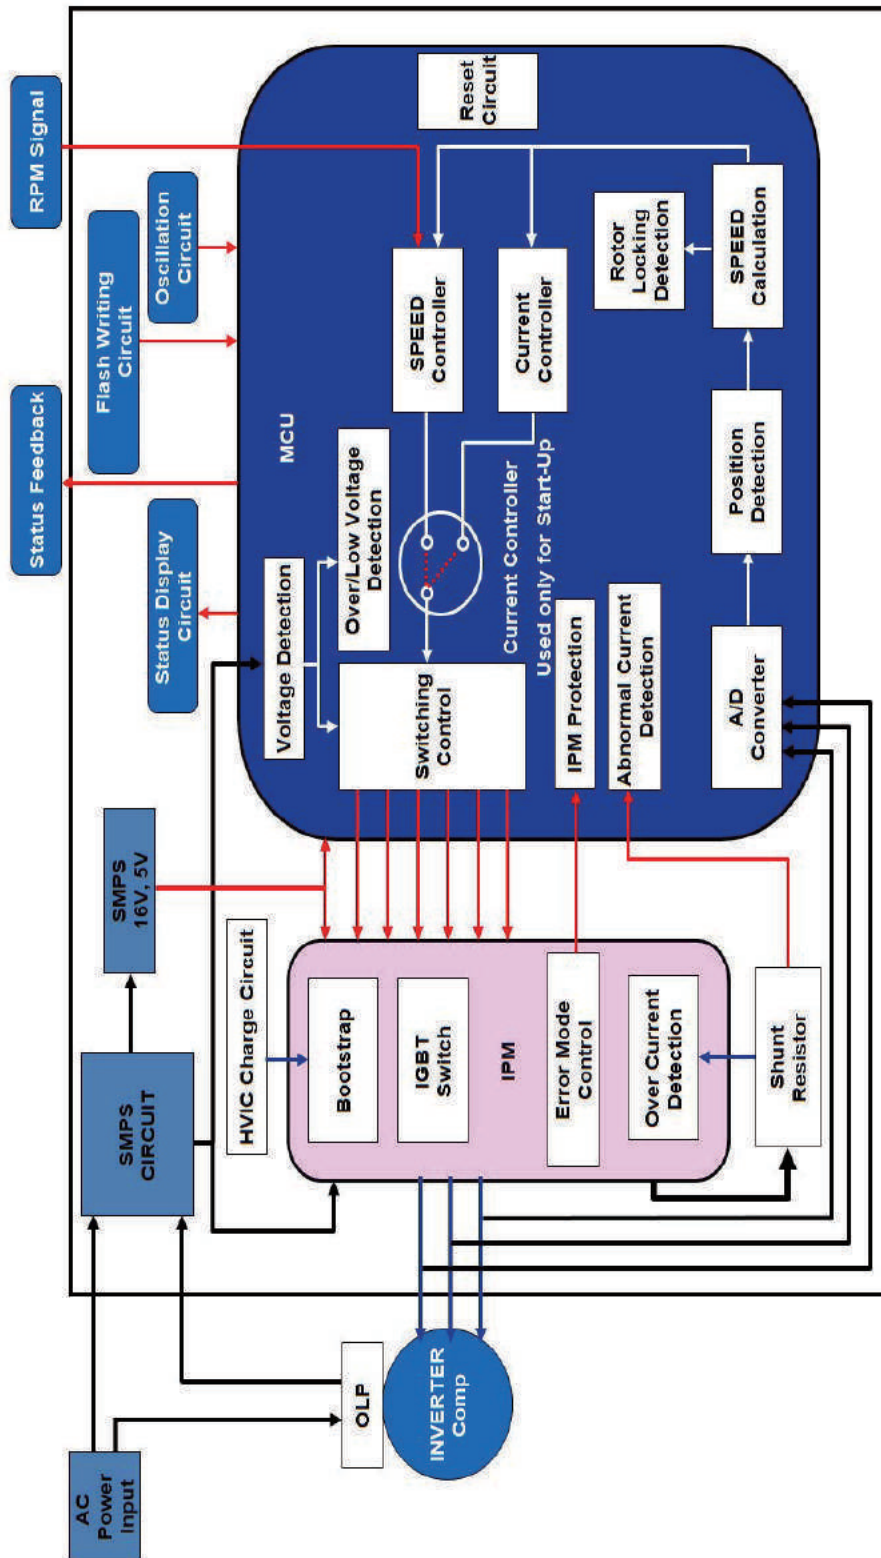 AC
Power
Input
SMPS
CIRCUIT
SMPS
16V, 5V
Status Display
Circuit
Status Feedback
Flash Writing
Circuit
Oscillation
Circuit
RPM Signal
OLP
INVERTER
Comp
HVIC Charge Circuit
Bootstrap
IGBT
Switch
IPM
Error Mode
Control
Over Current
Detection
Shunt
Resistor
MCU
Voltage Detection
Over/Low Voltage
Detection
Switching
Control
SPEED
Controller
Current
Controller
Reset
Circuit
Current Controller
Used only for Start-Up
IPM Protection
Abnormal Current
Detection
Rotor
Locking
Detection
A/D
Converter
Position
Detection
SPEED
Calculation